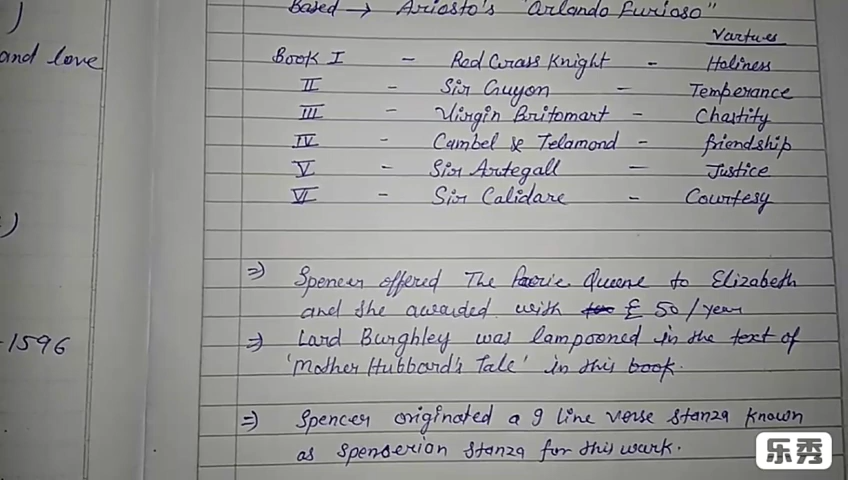 Based → Ariosto's "Orlando Furioso"
Vartues
and love
Book I - Red Crass Knight - Holiness
II - Sir Guyon - Temperance
III - Virgin Britomart - Chastity
IV - Cambel & Telamond - friendship
V - Sir Artegall - Justice
VI - Sir Calidare - Courtesy
⇒ Spencer offered The Faerie Queene to Elizabeth
and she awarded with £ 50/year
-1596
⇒ Lard Burghley was lampooned in the text of
'Mother Hubbard's Tale' in this book.
⇒ Spencer originated a 9 line verse stanza known
as spenserian stanza for this wark.
乐秀